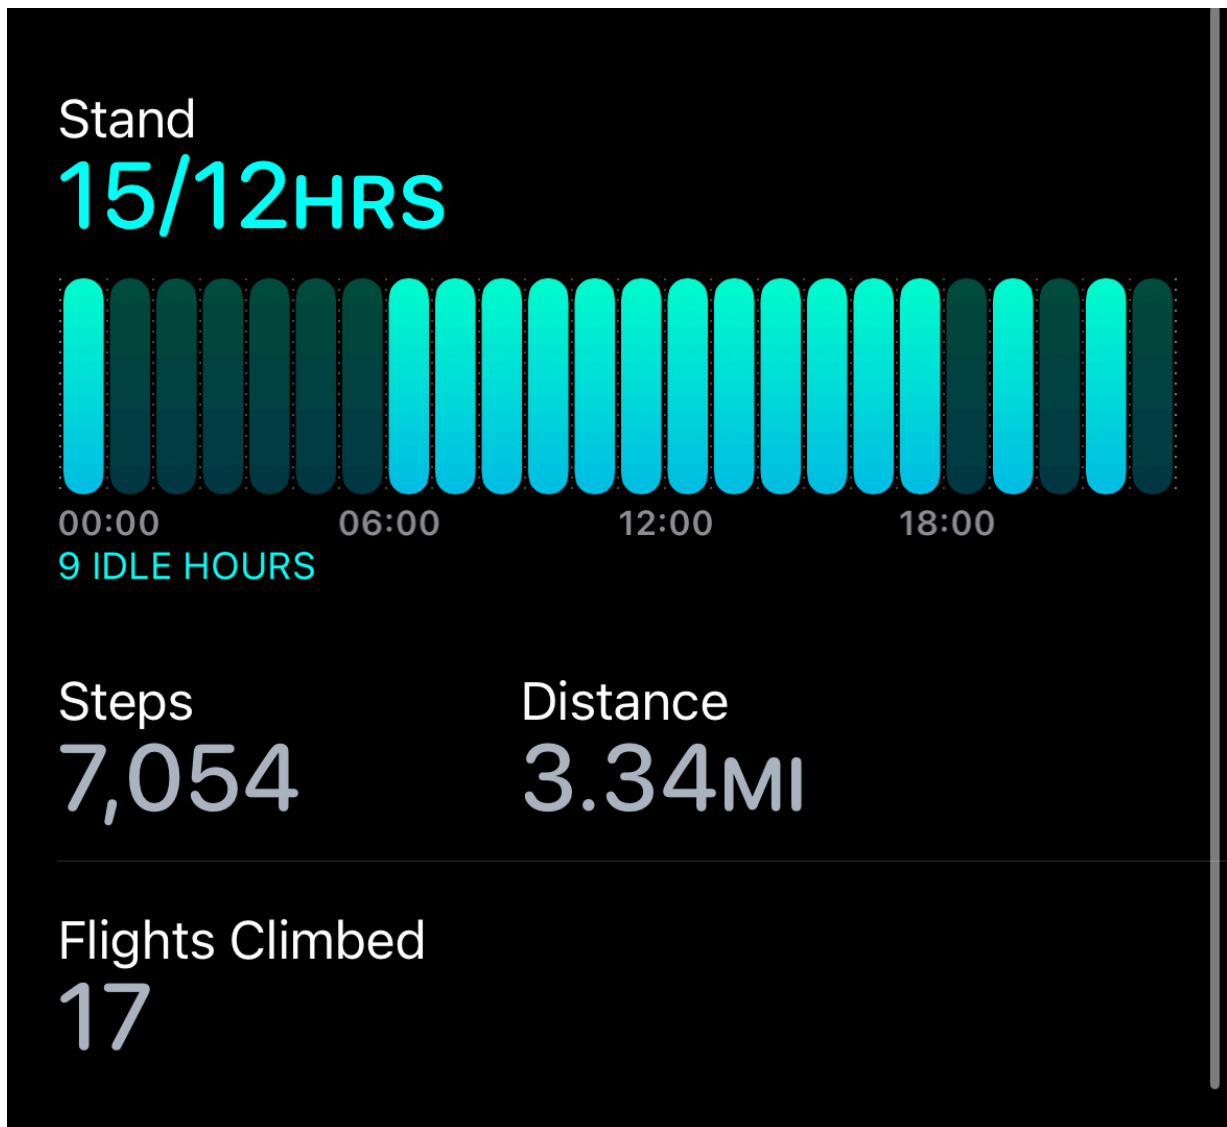 Stand
15/12HRS
00:00 06:00 12:00 18:00
9 IDLE HOURS
Steps Distance
7,054 3.34MI
Flights Climbed
17